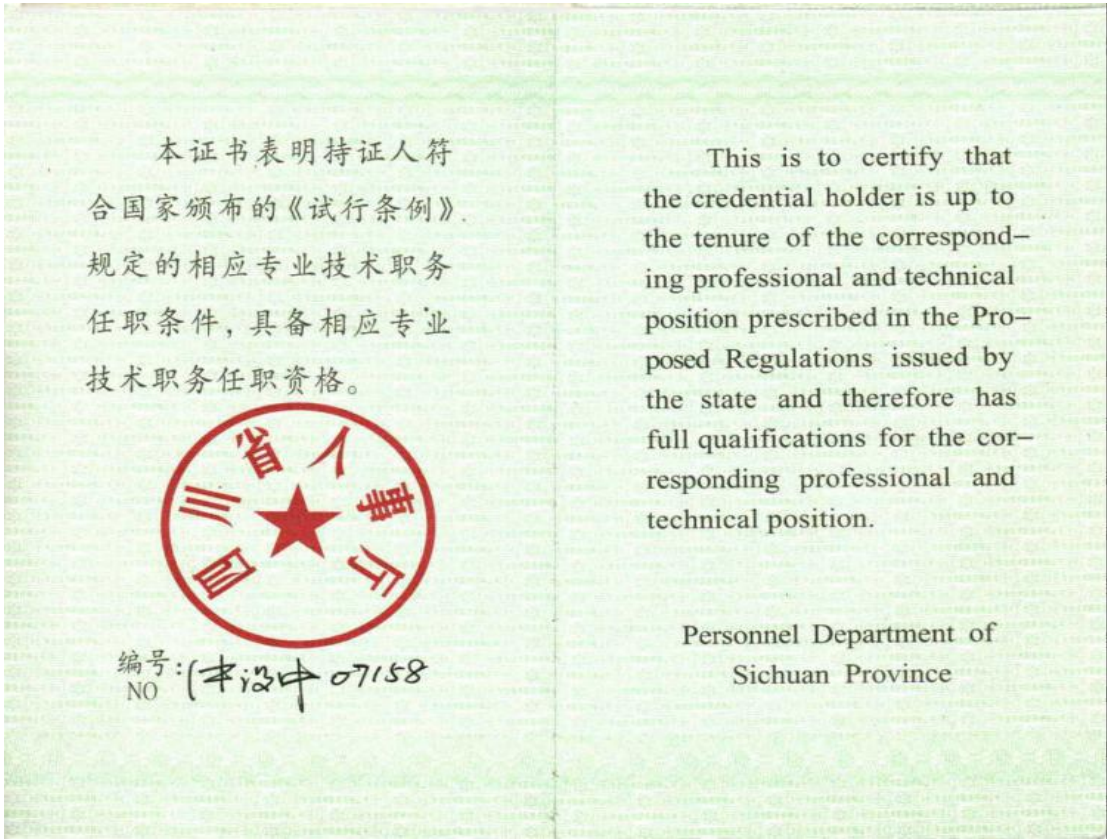 本证书表明持证人符
合国家颁布的《试行条例》
规定的相应专业技术职务
任职条件，具备相应专业
技术职务任职资格。
四川省人事厅
编号:
NO
07158
This is to certify that
the credential holder is up to
the tenure of the correspond–
ing professional and technical
position prescribed in the Pro–
posed Regulations issued by
the state and therefore has
full qualifications for the cor–
responding professional and
technical position.
Personnel Department of
Sichuan Province